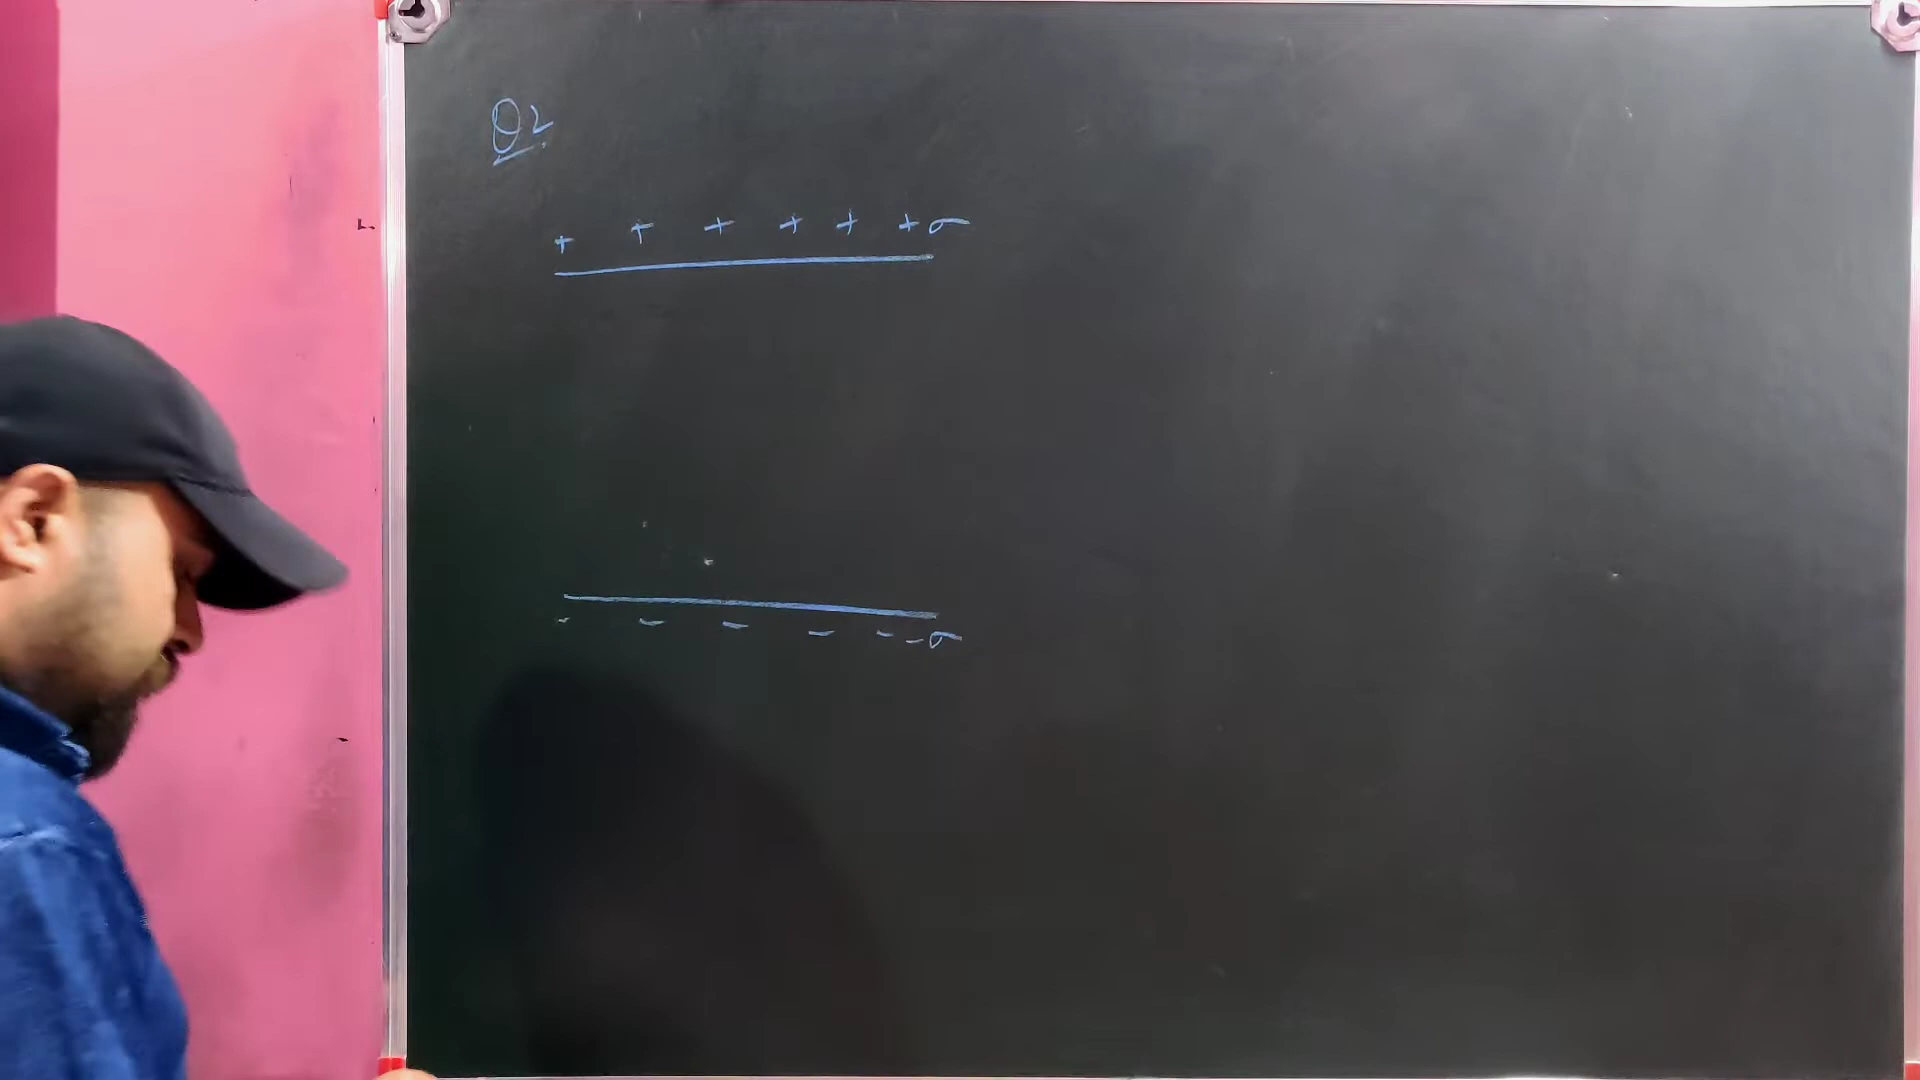 Q2
+ + + + + +σ
- - - - - -σ